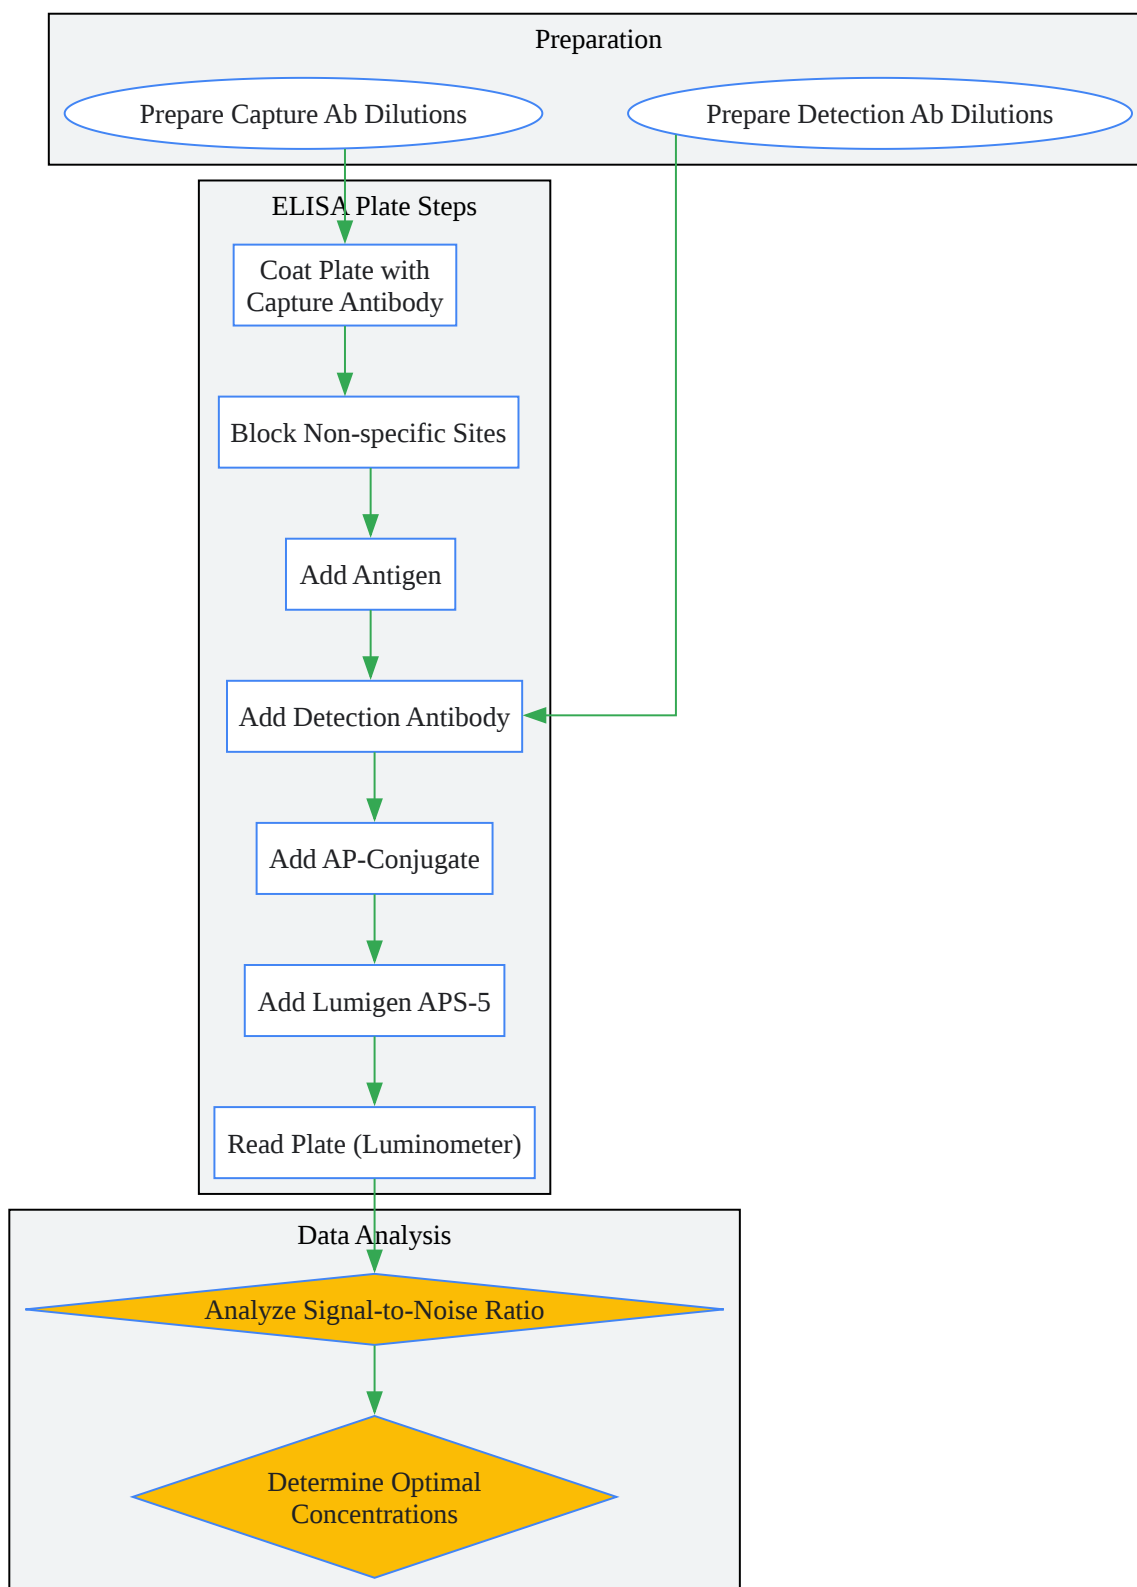 Preparation
Prepare Capture Ab Dilutions
Prepare Detection Ab Dilutions
ELISA Plate Steps
Coat Plate with
Capture Antibody
Block Non-specific Sites
Add Antigen
Add Detection Antibody
Add AP-Conjugate
Add Lumigen APS-5
Read Plate (Luminometer)
Data Analysis
Analyze Signal-to-Noise Ratio
Determine Optimal
Concentrations